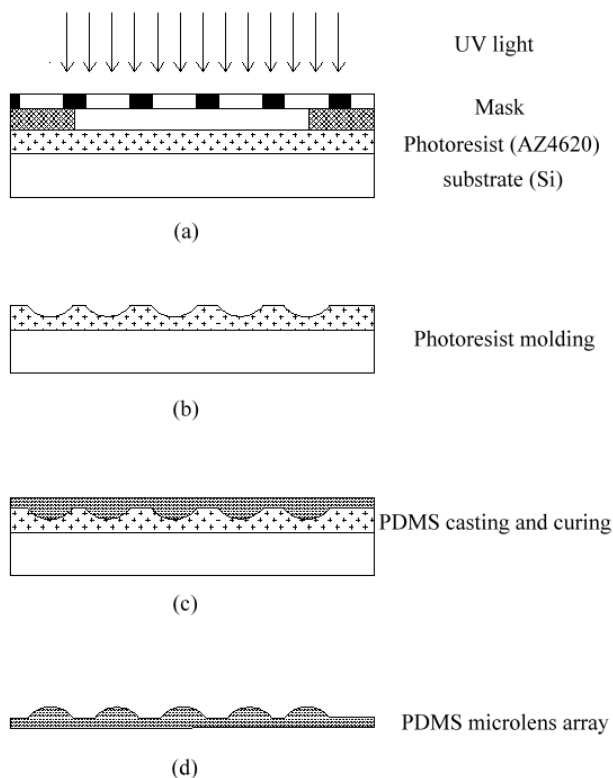 UV light
Mask
Photoresist (AZ4620)
substrate (Si)
(a)
Photoresist molding
(b)
PDMS casting and curing
(c)
PDMS microlens array
(d)